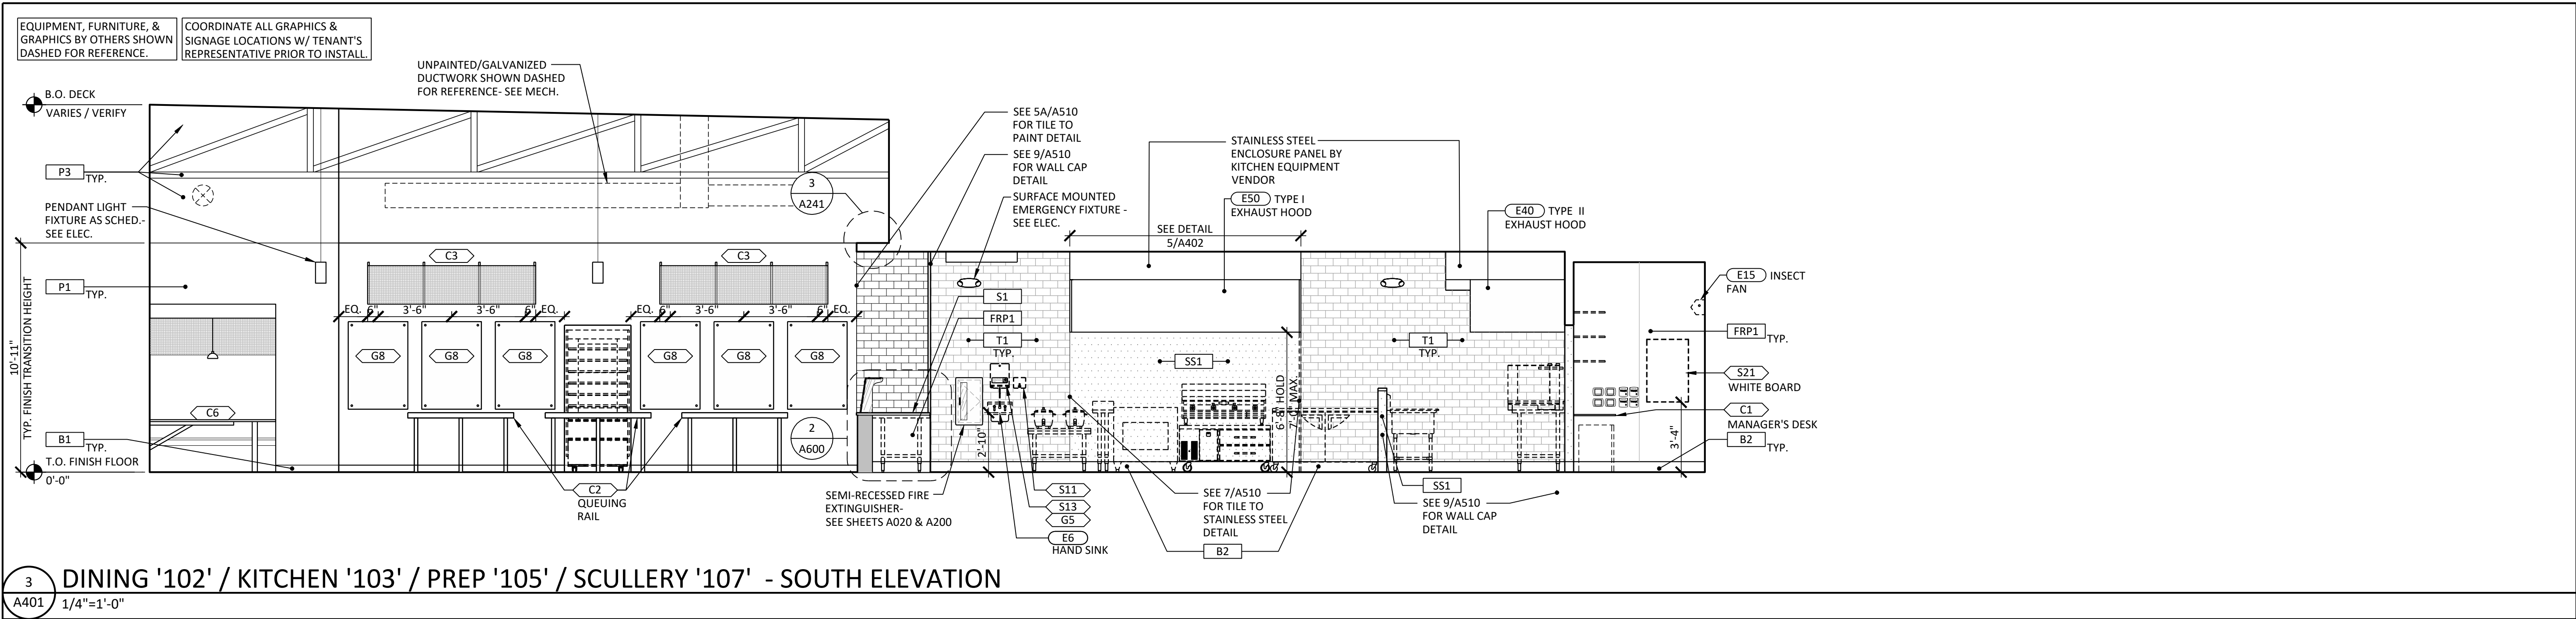 EQUIPMENT, FURNITURE, &
GRAPHICS BY OTHERS SHOWN
DASHED FOR REFERENCE.
COORDINATE ALL GRAPHICS &
SIGNAGE LOCATIONS W/ TENANT'S
REPRESENTATIVE PRIOR TO INSTALL.
UNPAINTED/GALVANIZED
DUCTWORK SHOWN DASHED
FOR REFERENCE- SEE MECH.
B.O. DECK
VARIES / VERIFY
P3
TYP.
PENDANT LIGHT
FIXTURE AS SCHED.-
SEE ELEC.
P1
TYP.
10'-11"
TYP. FINISH TRANSITION HEIGHT
B1
TYP.
T.O. FINISH FLOOR
0'-0"
C6
C3
C3
EQ.
6"
3'-6"
3'-6"
6"
EQ.
EQ.
6"
3'-6"
3'-6"
6"
EQ.
G8
G8
G8
G8
G8
G8
C2
QUEUING
RAIL
3
A241
2
A600
SEE 5A/A510
FOR TILE TO
PAINT DETAIL
SEE 9/A510
FOR WALL CAP
DETAIL
SURFACE MOUNTED
EMERGENCY FIXTURE -
SEE ELEC.
S1
FRP1
T1
TYP.
2'-10"
SEMI-RECESSED FIRE
EXTINGUISHER-
SEE SHEETS A020 & A200
S11
S13
G5
E6
HAND SINK
STAINLESS STEEL
ENCLOSURE PANEL BY
KITCHEN EQUIPMENT
VENDOR
E50
TYPE I
EXHAUST HOOD
SEE DETAIL
5/A402
SS1
6'-8" HOLD
7'-0" MAX.
SEE 7/A510
FOR TILE TO
STAINLESS STEEL
DETAIL
B2
E40
TYPE II
EXHAUST HOOD
T1
TYP.
SS1
SEE 9/A510
FOR WALL CAP
DETAIL
E15
INSECT
FAN
FRP1
TYP.
S21
WHITE BOARD
C1
MANAGER'S DESK
B2
TYP.
3'-4"
3
A401
DINING '102' / KITCHEN '103' / PREP '105' / SCULLERY '107' - SOUTH ELEVATION
1/4"=1'-0"